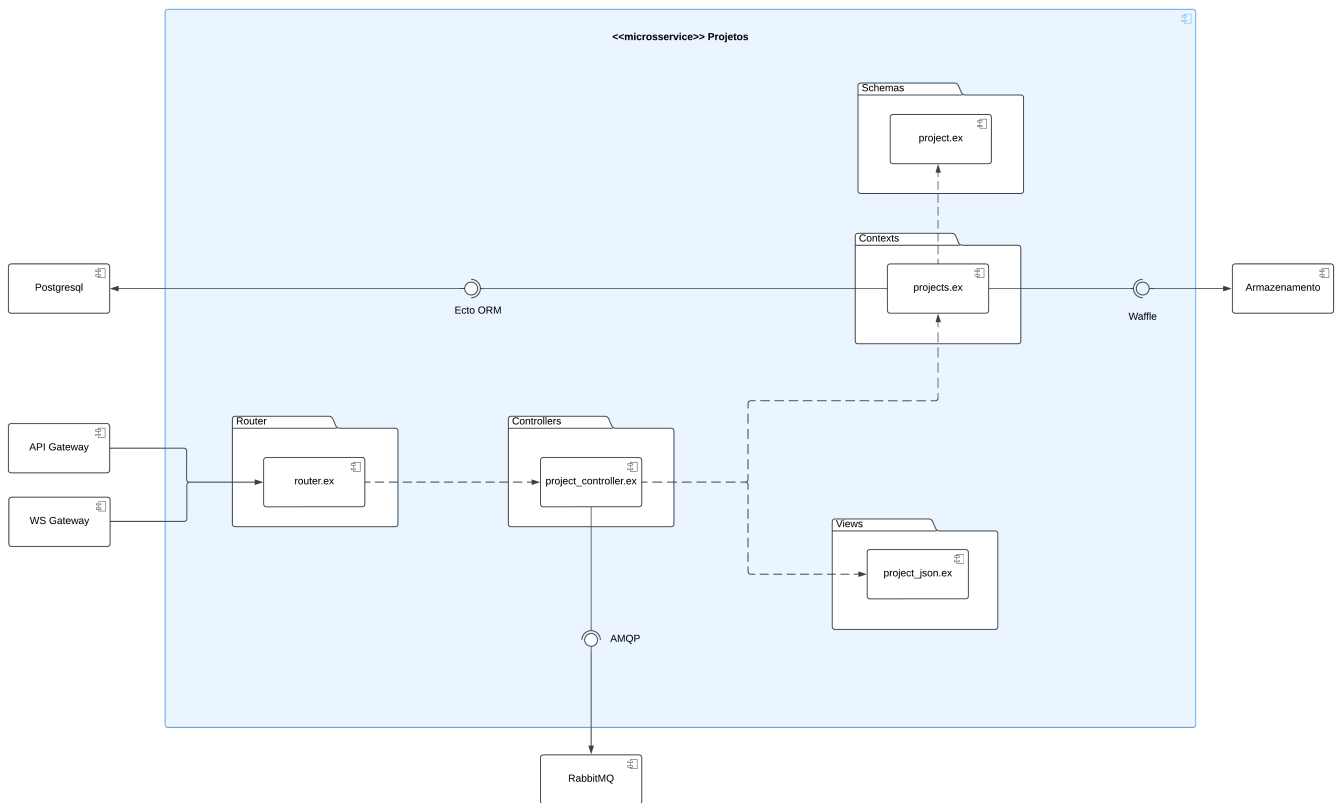 <<microsservice>> Projetos
Schemas
project.ex
Contexts
projects.ex
Postgresql
Ecto ORM
Waffle
Armazenamento
Router
router.ex
Controllers
project_controller.ex
API Gateway
WS Gateway
Views
project_json.ex
AMQP
RabbitMQ